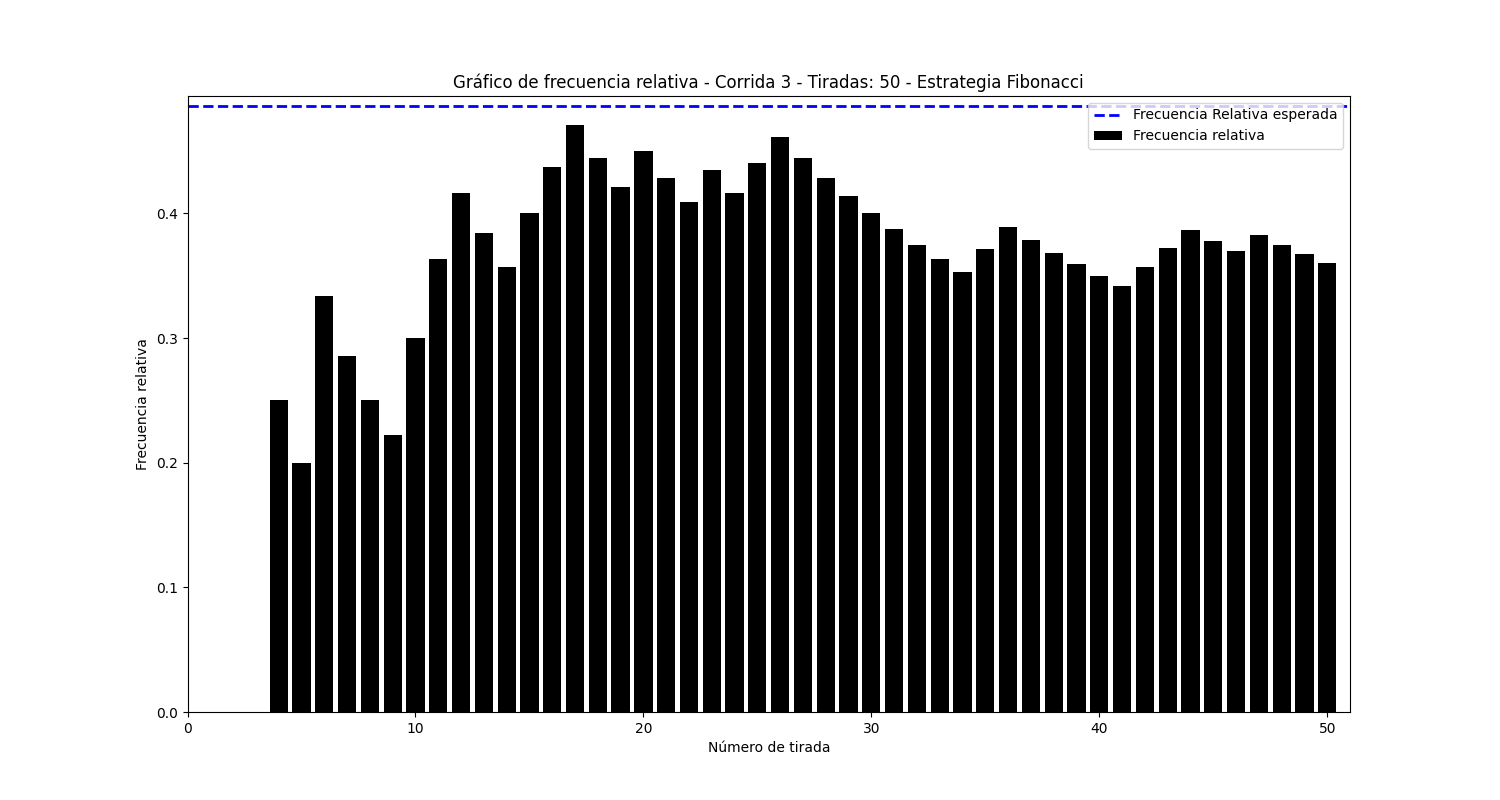 Gráfico de frecuencia relativa - Corrida 3 - Tiradas: 50 - Estrategia Fibonacci
Frecuencia Relativa esperada
Frecuencia relativa
Frecuencia relativa
0.4
0.3
0.2
0.1
0.0
0 10 20 30 40 50
Número de tirada